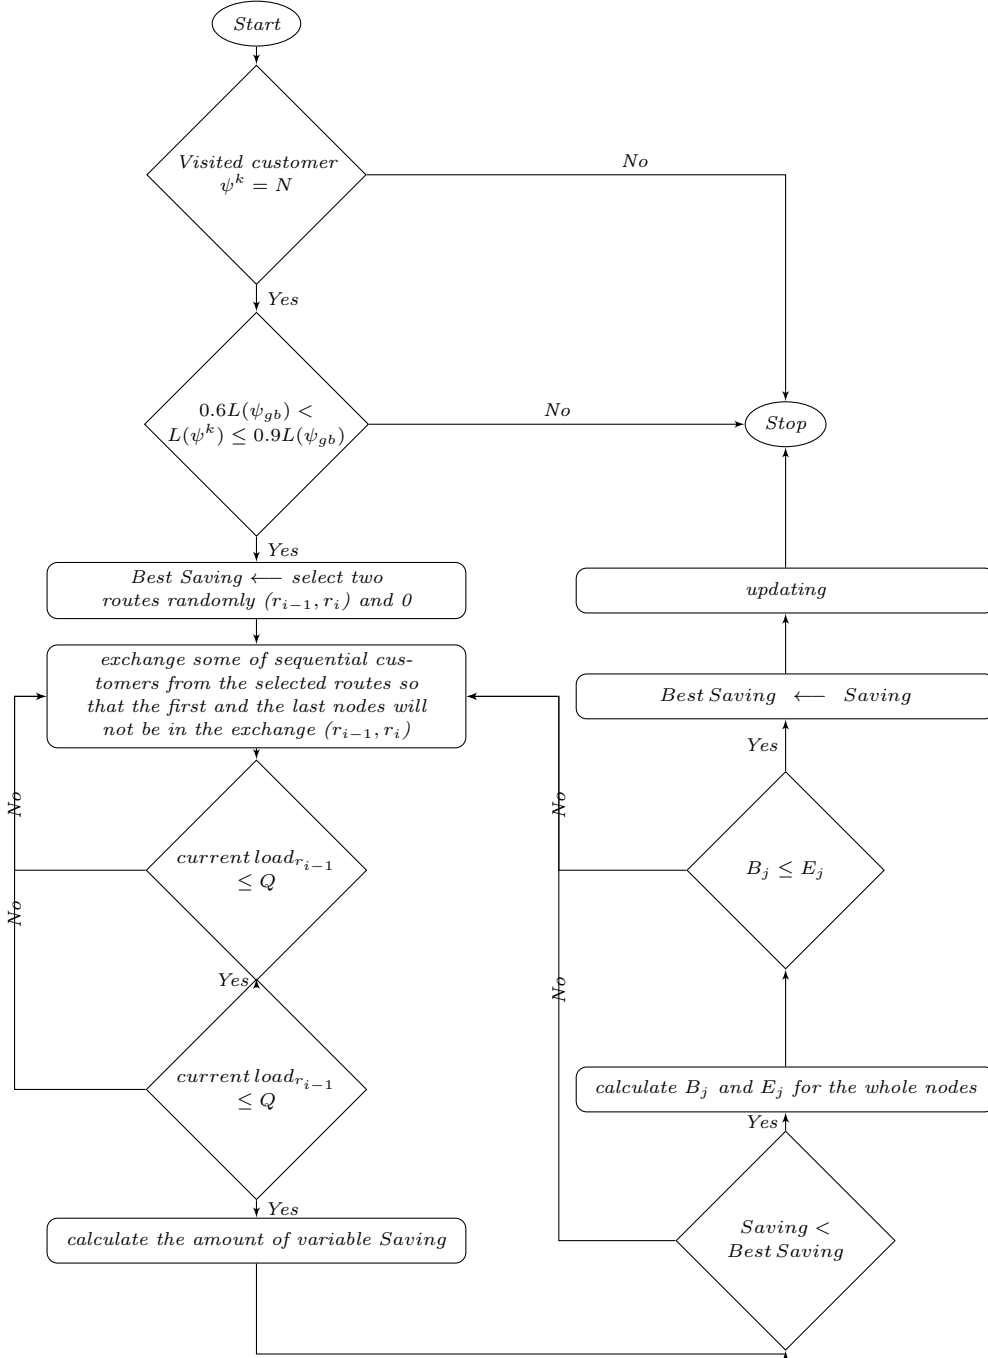 Start
Visited customer
ψ^k = N
No
Yes
0.6L(ψ_gb) <
L(ψ^k) ≤ 0.9L(ψ_gb)
No
Stop
Yes
Best Saving ⟵ select two
routes randomly (r_{i−1}, r_i) and 0
updating
exchange some of sequential cus-
tomers from the selected routes so
that the first and the last nodes will
not be in the exchange (r_{i−1}, r_i)
Best Saving ⟵ Saving
Yes
No
No
current load_{r_{i−1}}
≤ Q
B_j ≤ E_j
No
Yes
No
current load_{r_{i−1}}
≤ Q
calculate B_j and E_j for the whole nodes
Yes
Yes
calculate the amount of variable Saving
Saving <
Best Saving